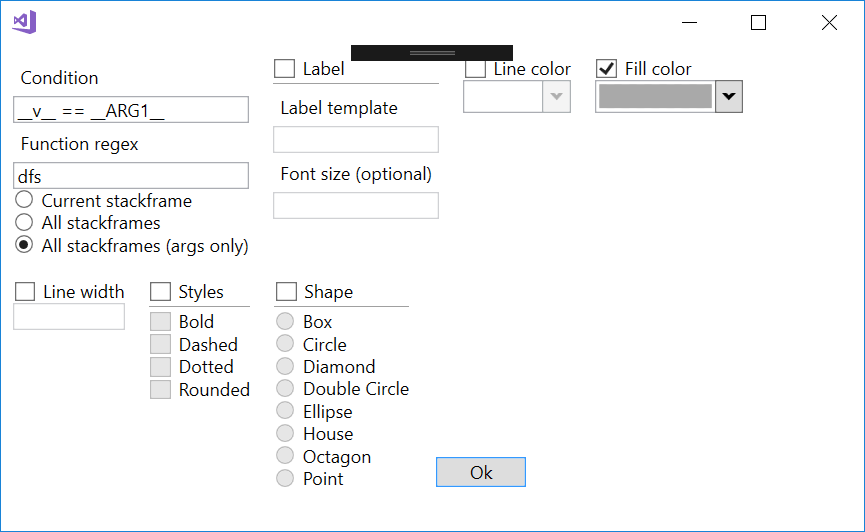 Condition
__v__ == __ARG1__
Function regex
dfs
Current stackframe
All stackframes
All stackframes (args only)
Label
Label template
Font size (optional)
Line color
Fill color
Line width
Styles
Bold
Dashed
Dotted
Rounded
Shape
Box
Circle
Diamond
Double Circle
Ellipse
House
Octagon
Point
Ok